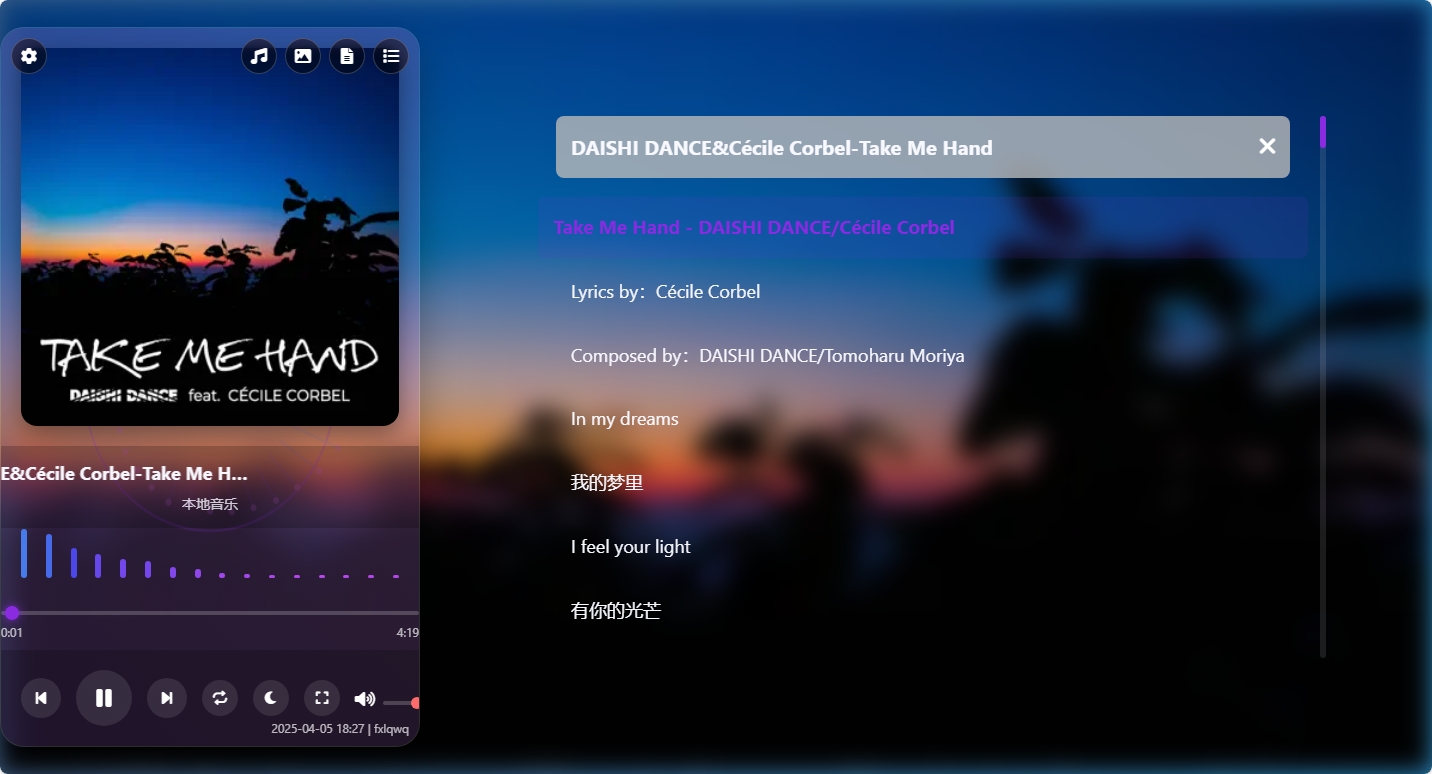 TAKE ME HAND
DAISHI DANCE feat. CÉCILE CORBEL
E&Cécile Corbel-Take Me H...
本地音乐
0:01
4:19
2025-04-05 18:27 | fxlqwq
DAISHI DANCE&Cécile Corbel-Take Me Hand
Take Me Hand - DAISHI DANCE/Cécile Corbel
Lyrics by：Cécile Corbel
Composed by：DAISHI DANCE/Tomoharu Moriya
In my dreams
我的梦里
I feel your light
有你的光芒